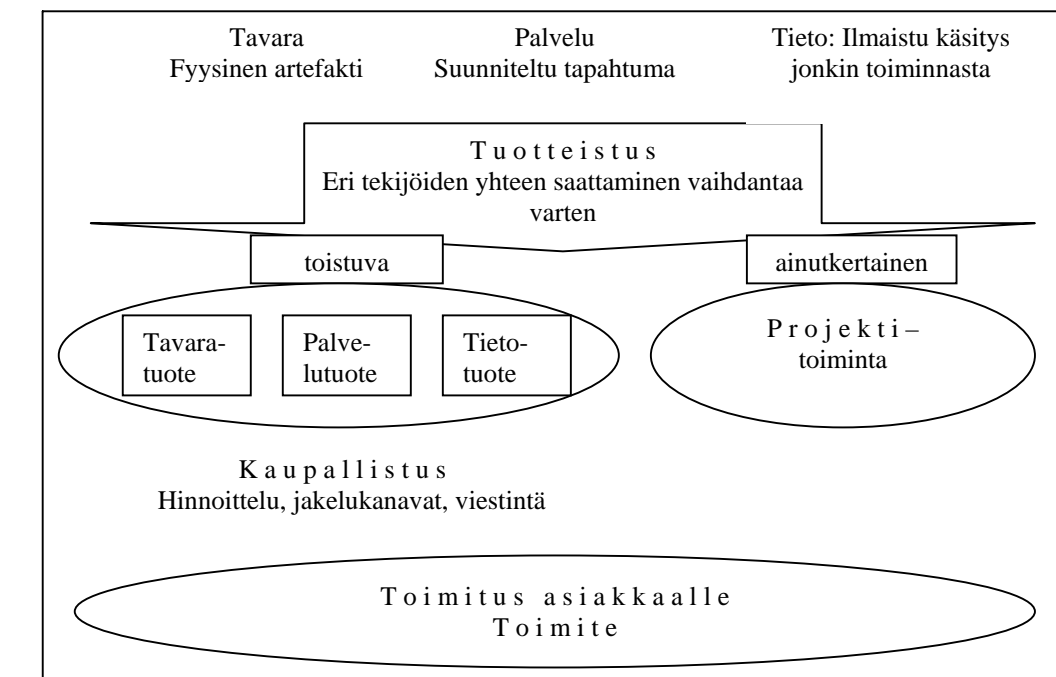 Tavara
Fyysinen artefakti
Palvelu
Suunniteltu tapahtuma
Tieto: Ilmaistu käsitys
jonkin toiminnasta
T u o t t e i s t u s
Eri tekijöiden yhteen saattaminen vaihdantaa
varten
toistuva
ainutkertainen
Tavara-
tuote
Palve-
lutuote
Tieto-
tuote
P r o j e k t i –
toiminta
K a u p a l l i s t u s
Hinnoittelu, jakelukanavat, viestintä
T o i m i t u s  a s i a k k a a l l e
T o i m i t e